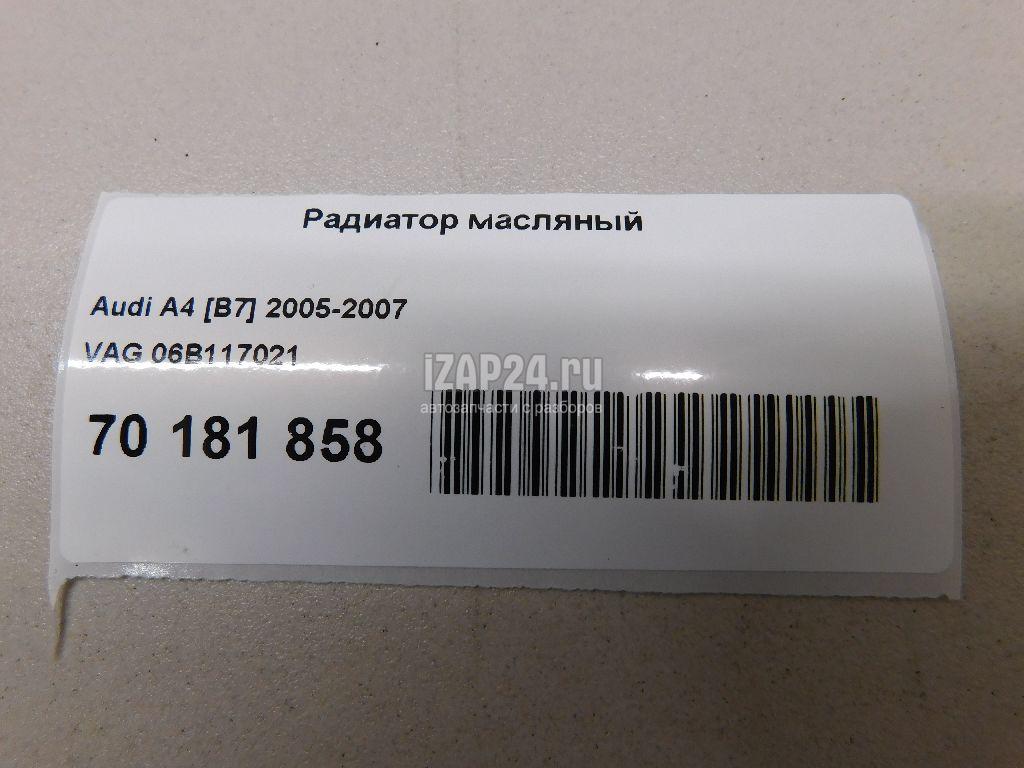 Радиатор масляный
Audi A4 [B7] 2005-2007
VAG 06B117021
iZAP24.ru
автозапчасти с разборов
70 181 858